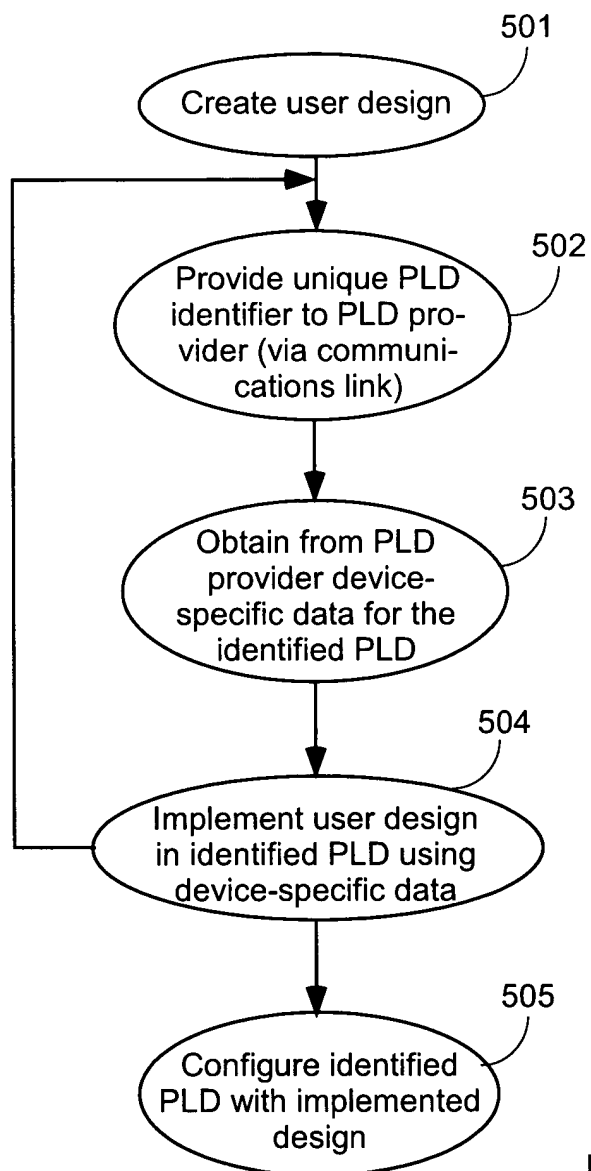 501
Create user design
502
Provide unique PLD
identifier to PLD pro-
vider (via communi-
cations link)
503
Obtain from PLD
provider device-
specific data for the
identified PLD
504
Implement user design
in identified PLD using
device-specific data
505
Configure identified
PLD with implemented
design